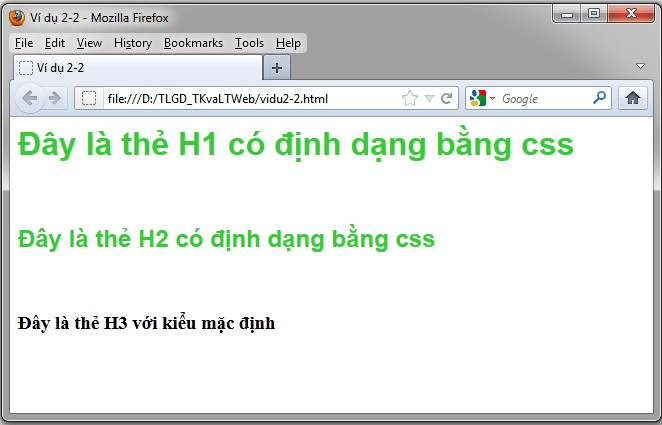 Ví dụ 2-2 - Mozilla Firefox
File Edit View History Bookmarks Tools Help
Ví dụ 2-2
file:///D:/TLGD_TKvaLTWeb/vidu2-2.html
Google
Đây là thẻ H1 có định dạng bằng css
Đây là thẻ H2 có định dạng bằng css
Đây là thẻ H3 với kiểu mặc định